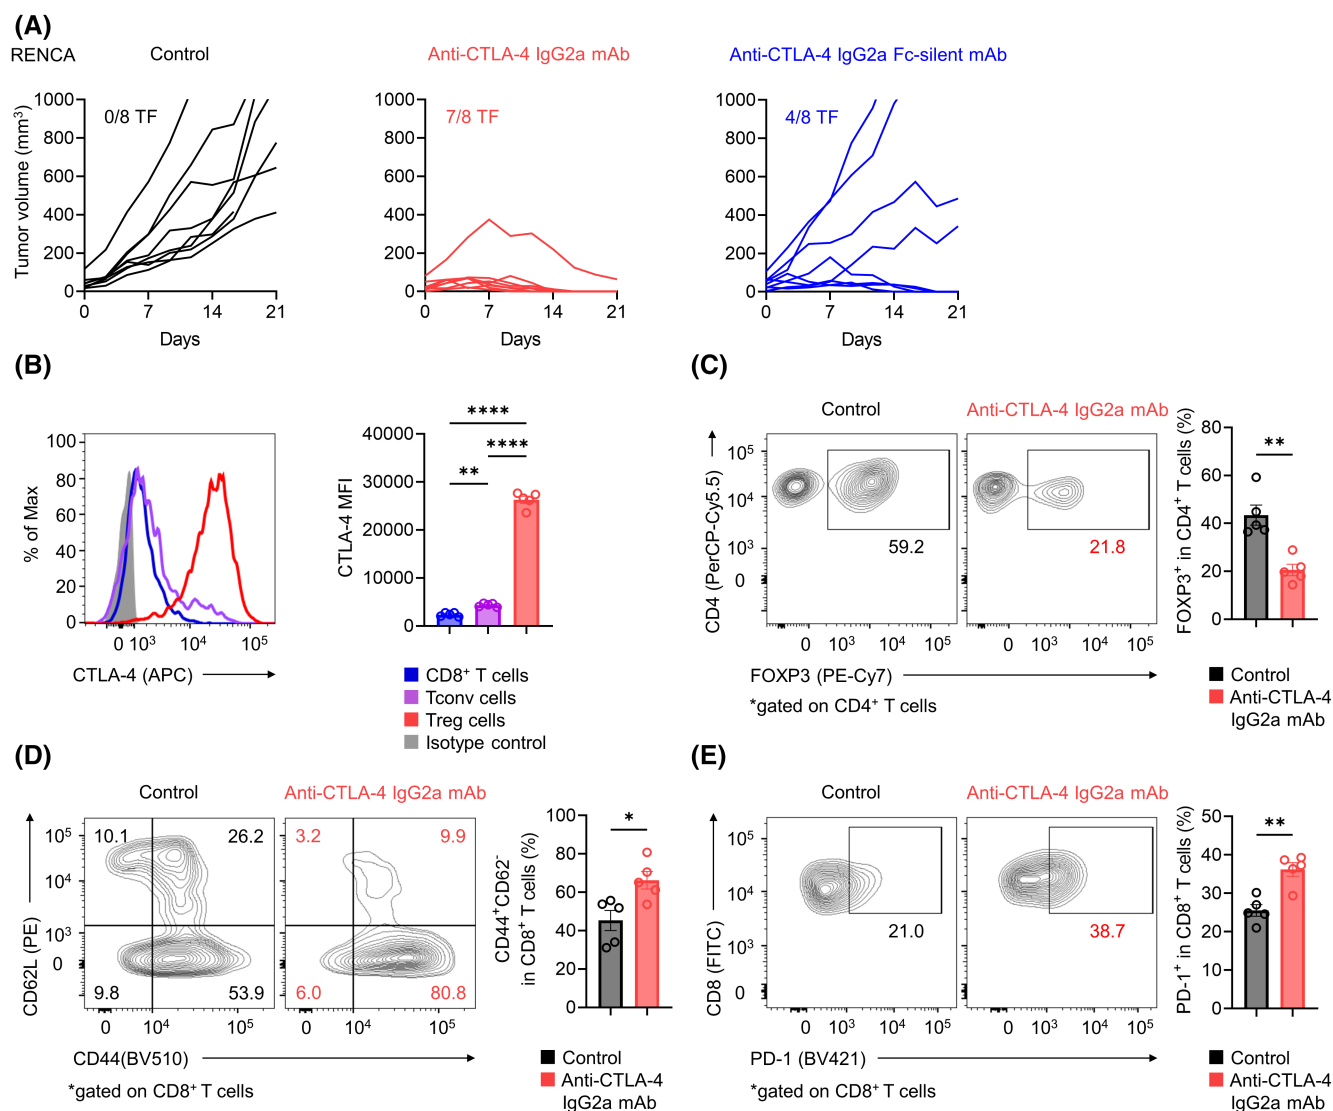 (A)
RENCA
Control
Anti-CTLA-4 IgG2a mAb
Anti-CTLA-4 IgG2a Fc-silent mAb
Tumor volume (mm³)
1000
800
600
400
200
0
0/8 TF
0 7 14 21
Days
1000
800
600
400
200
0
7/8 TF
0 7 14 21
Days
1000
800
600
400
200
0
4/8 TF
0 7 14 21
Days
(B)
% of Max
100
80
60
40
20
0
0 10³ 10⁴ 10⁵
CTLA-4 (APC)
CTLA-4 MFI
40000
30000
20000
10000
0
****
****
**
CD8⁺ T cells
Tconv cells
Treg cells
Isotype control
(C)
Control
Anti-CTLA-4 IgG2a mAb
CD4 (PerCP-Cy5.5)
10⁵
10⁴
10³
0
59.2
21.8
0 10³ 10⁴ 10⁵
0 10³ 10⁴ 10⁵
FOXP3 (PE-Cy7)
*gated on CD4⁺ T cells
FOXP3⁺ in CD4⁺ T cells (%)
80
60
40
20
0
**
Control
Anti-CTLA-4
IgG2a mAb
(D)
Control
Anti-CTLA-4 IgG2a mAb
CD62L (PE)
10⁵
10⁴
10³
0
10.1 26.2
9.8 53.9
3.2 9.9
6.0 80.8
0 10⁴ 10⁵
0 10⁴ 10⁵
CD44(BV510)
*gated on CD8⁺ T cells
CD44⁺CD62⁻
in CD8⁺ T cells (%)
100
80
60
40
20
0
*
Control
Anti-CTLA-4
IgG2a mAb
(E)
Control
Anti-CTLA-4 IgG2a mAb
CD8 (FITC)
10⁵
10⁴
10³
0
21.0
38.7
0 10³ 10⁴ 10⁵
0 10³ 10⁴ 10⁵
PD-1 (BV421)
*gated on CD8⁺ T cells
PD-1⁺ in CD8⁺ T cells (%)
50
40
30
20
10
0
**
Control
Anti-CTLA-4
IgG2a mAb